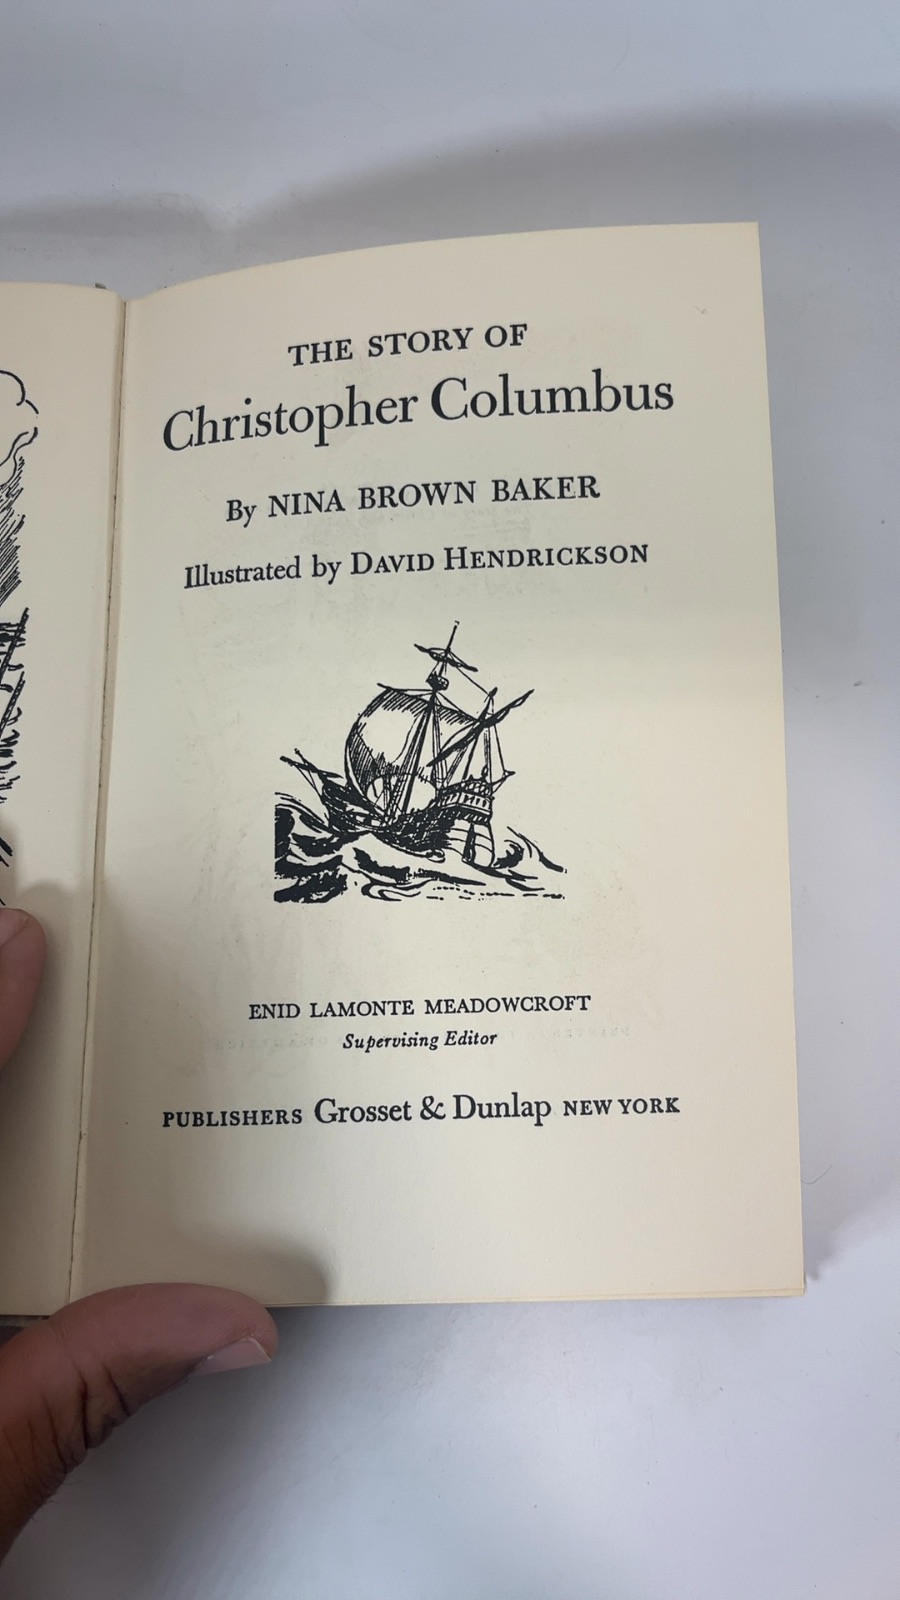 THE STORY OF
Christopher Columbus
By NINA BROWN BAKER
Illustrated by DAVID HENDRICKSON
ENID LAMONTE MEADOWCROFT
Supervising Editor
PUBLISHERS Grosset & Dunlap NEW YORK